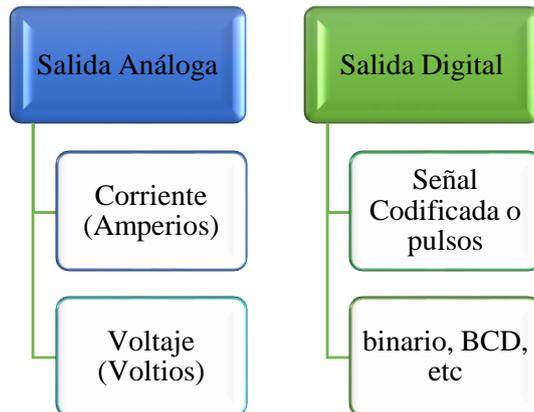 Salida Análoga
Corriente
(Amperios)
Voltaje
(Voltios)
Salida Digital
Señal
Codificada o
pulsos
binario, BCD,
etc